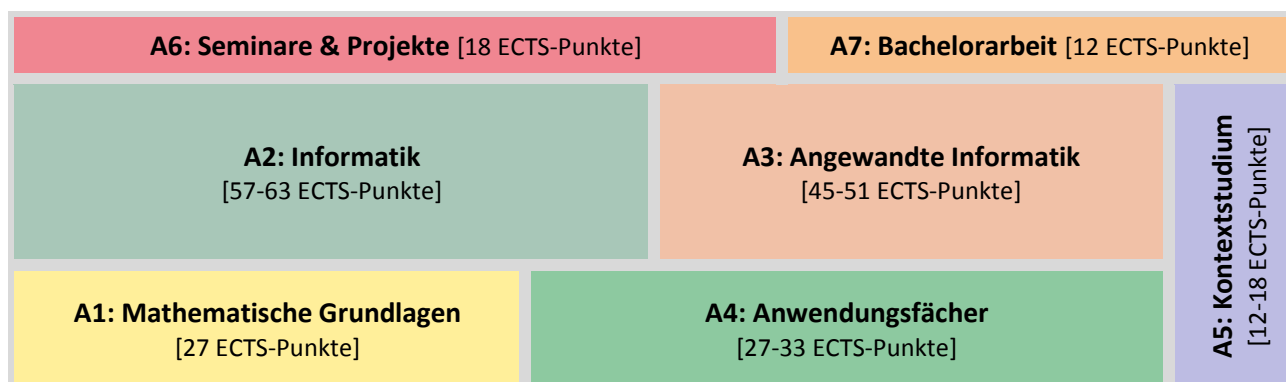 A6: Seminare & Projekte [18 ECTS-Punkte]
A7: Bachelorarbeit [12 ECTS-Punkte]
A2: Informatik
[57-63 ECTS-Punkte]
A3: Angewandte Informatik
[45-51 ECTS-Punkte]
A5: Kontextstudium
[12-18 ECTS-Punkte]
A1: Mathematische Grundlagen
[27 ECTS-Punkte]
A4: Anwendungsfächer
[27-33 ECTS-Punkte]